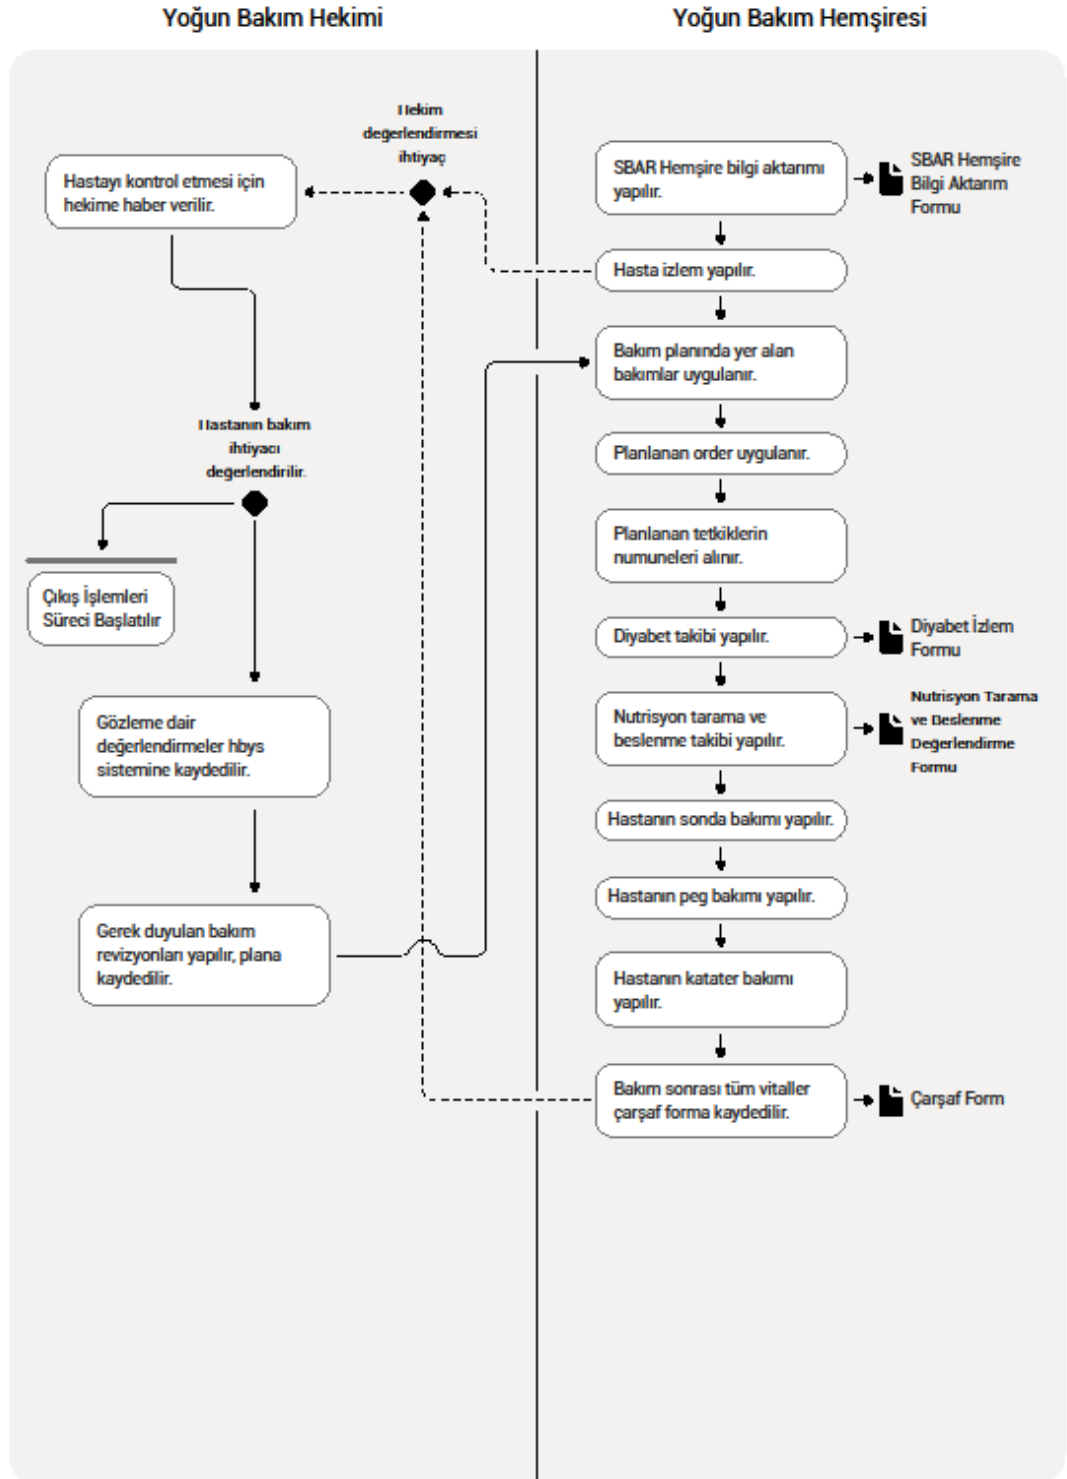 Yoğun Bakım Hekimi
Yoğun Bakım Hemşiresi
Hekim
değerlendirmesi
ihtiyaç
Hastayı kontrol etmesi için
hekime haber verilir.
Hastanın bakım
ihtiyacı
değerlendirilir.
Çıkış İşlemleri
Süreci Başlatılır
Gözleme dair
değerlendirmeler hbys
sistemine kaydedilir.
Gerek duyulan bakım
revizyonları yapılır, plana
kaydedilir.
SBAR Hemşire bilgi aktarımı
yapılır.
SBAR Hemşire
Bilgi Aktarım
Formu
Hasta izlem yapılır.
Bakım planında yer alan
bakımlar uygulanır.
Planlanan order uygulanır.
Planlanan tetkiklerin
numuneleri alınır.
Diyabet takibi yapılır.
Diyabet İzlem
Formu
Nutrisyon tarama ve
beslenme takibi yapılır.
Nutrisyon Tarama
ve Beslenme
Değerlendirme
Formu
Hastanın sonda bakımı yapılır.
Hastanın peg bakımı yapılır.
Hastanın katater bakımı
yapılır.
Bakım sonrası tüm vitaller
çarşaf forma kaydedilir.
Çarşaf Form